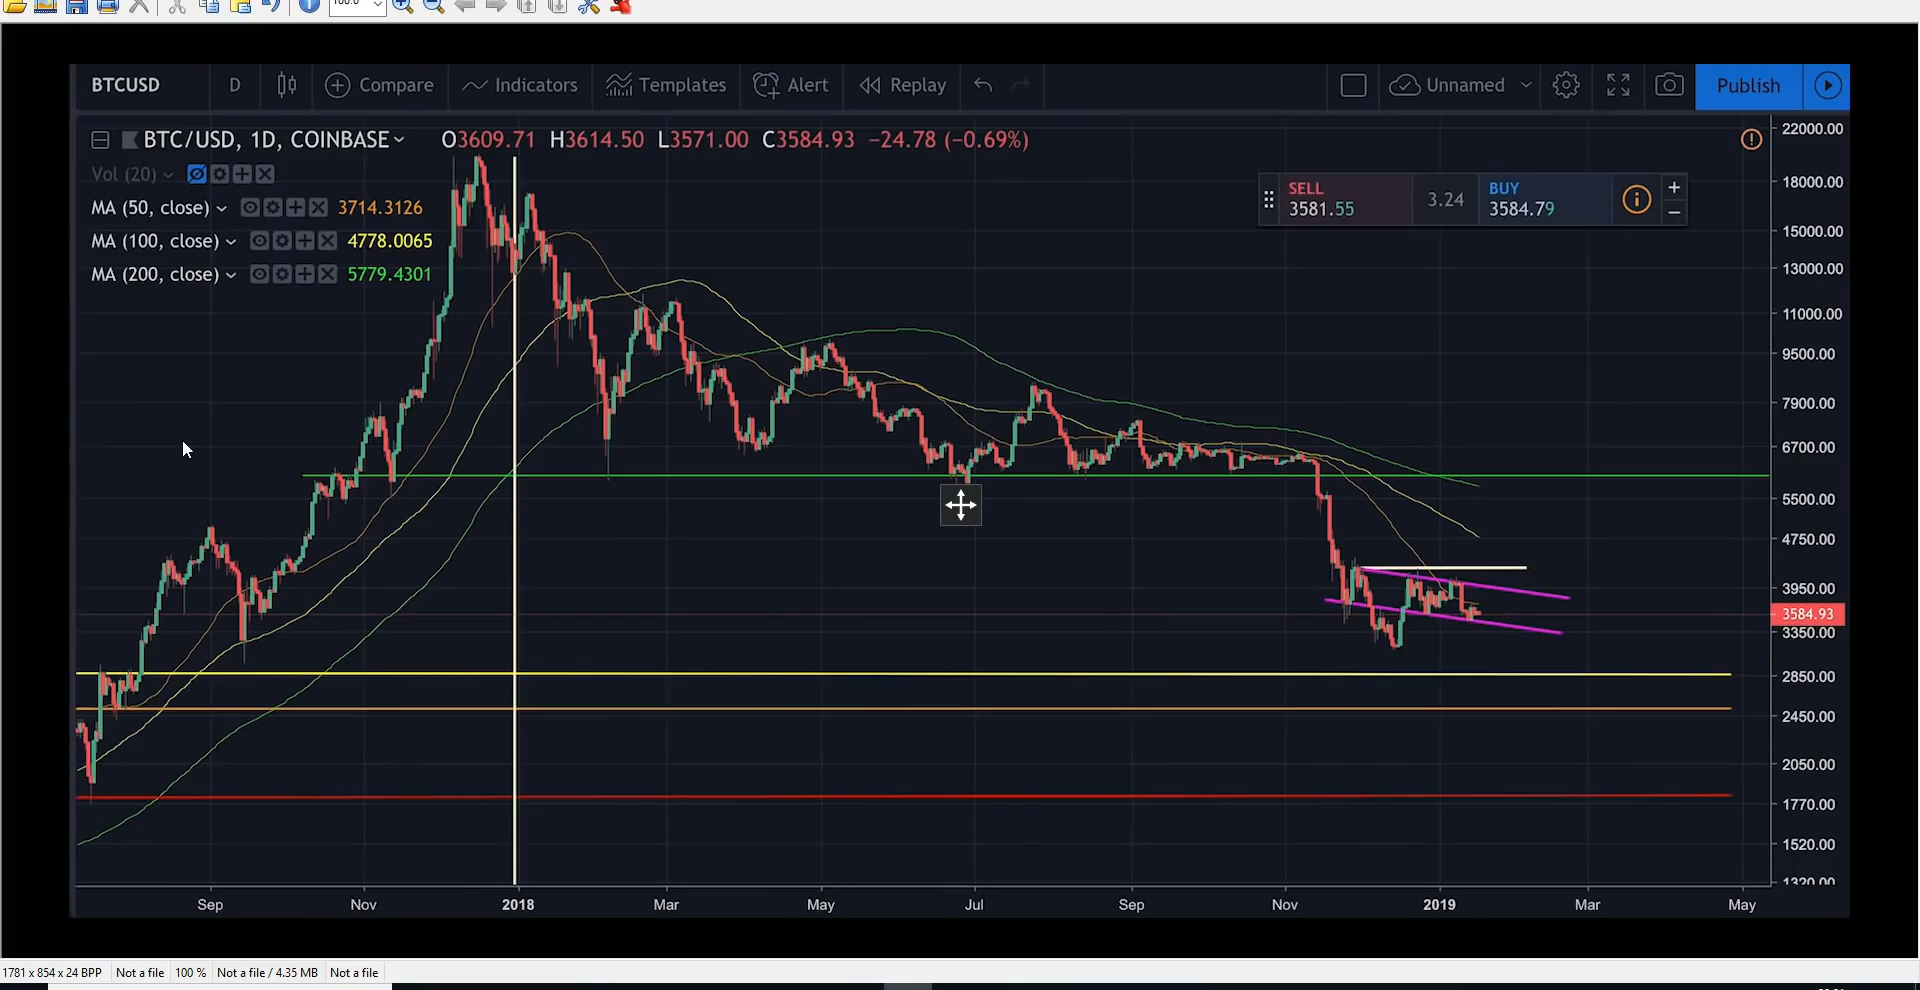 100.0
BTCUSD D Compare Indicators Templates Alert Replay Unnamed Publish
BTC/USD, 1D, COINBASE O3609.71 H3614.50 L3571.00 C3584.93 −24.78 (−0.69%)
Vol (20)
MA (50, close) 3714.3126
MA (100, close) 4778.0065
MA (200, close) 5779.4301
SELL
3581.55
3.24
BUY
3584.79
22000.00
18000.00
15000.00
13000.00
11000.00
9500.00
7900.00
6700.00
5500.00
4750.00
3950.00
3584.93
3350.00
2850.00
2450.00
2050.00
1770.00
1520.00
1320.00
Sep Nov 2018 Mar May Jul Sep Nov 2019 Mar May
1781 x 854 x 24 BPP Not a file 100 % Not a file / 4.35 MB Not a file